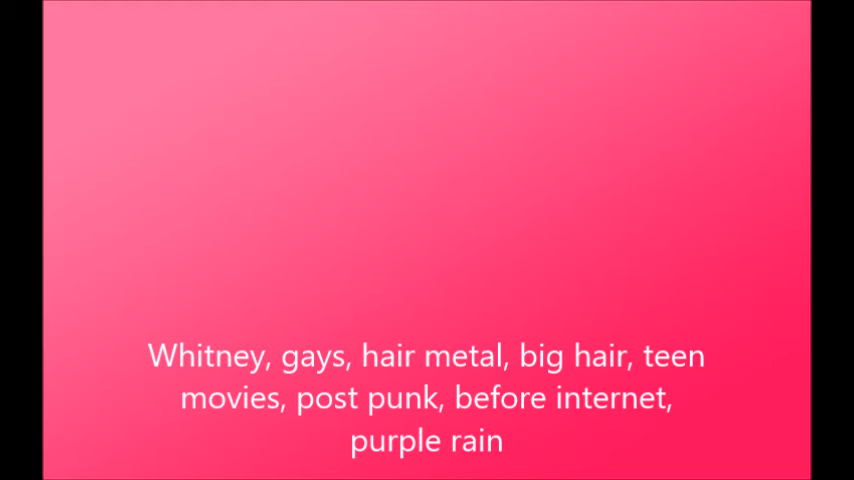 Whitney, gays, hair metal, big hair, teen
movies, post punk, before internet,
purple rain